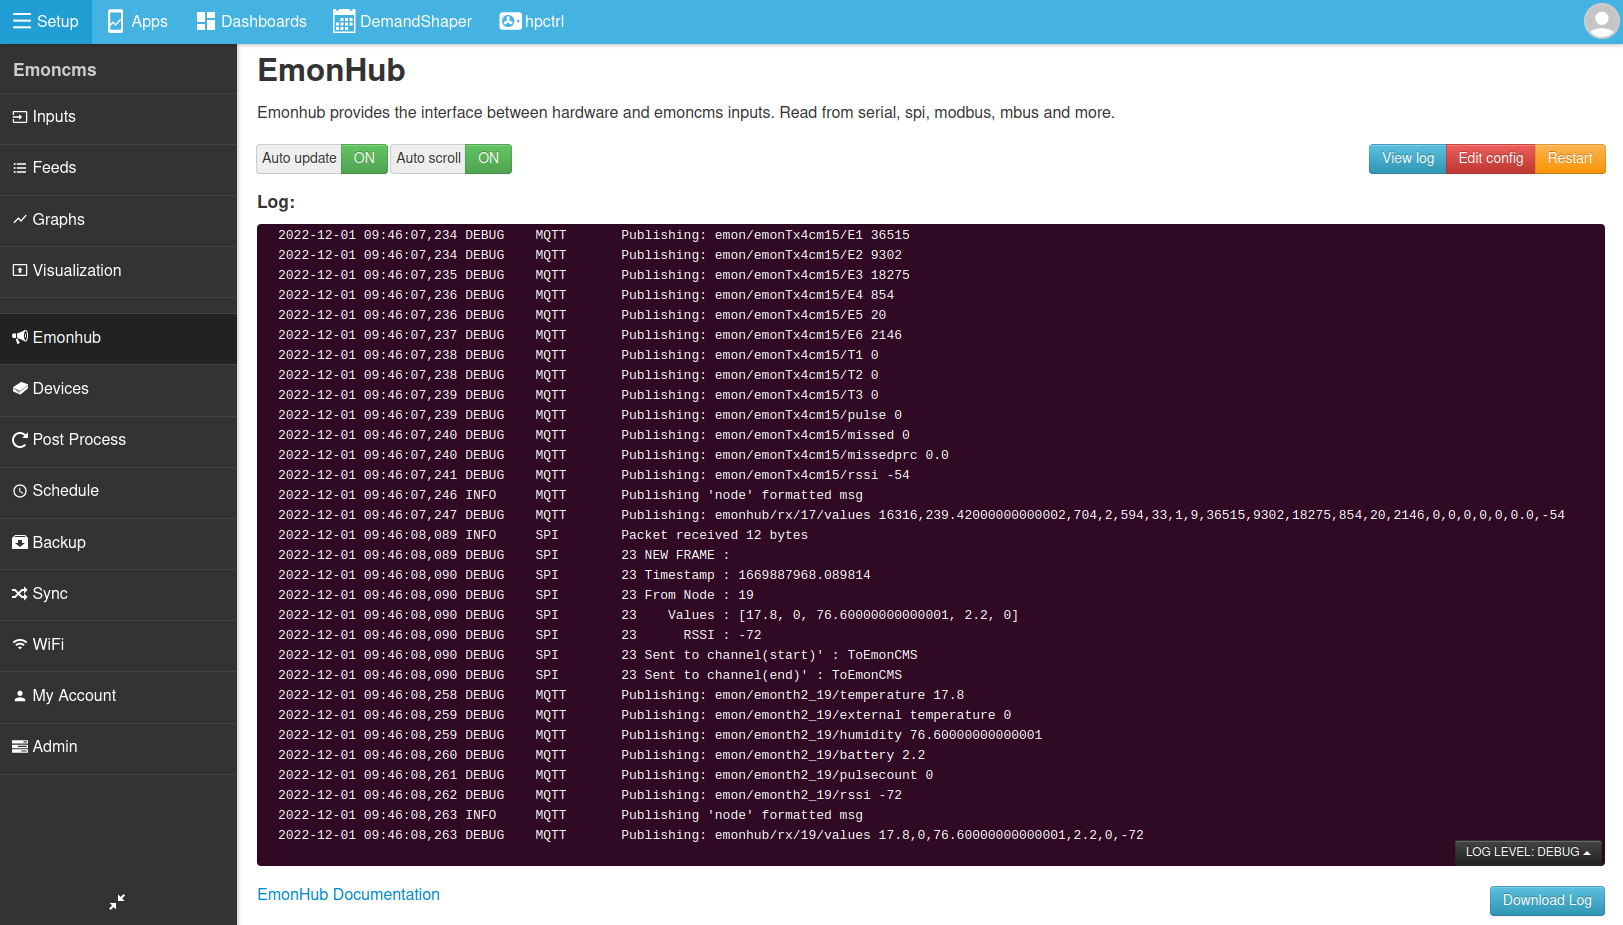 Setup Apps Dashboards DemandShaper hpctrl
Emoncms
Inputs
Feeds
Graphs
Visualization
Emonhub
Devices
Post Process
Schedule
Backup
Sync
WiFi
My Account
Admin
EmonHub
Emonhub provides the interface between hardware and emoncms inputs. Read from serial, spi, modbus, mbus and more.
Auto update ON Auto scroll ON View log Edit config Restart
Log:
2022-12-01 09:46:07,234 DEBUG    MQTT       Publishing: emon/emonTx4cm15/E1 36515
2022-12-01 09:46:07,234 DEBUG    MQTT       Publishing: emon/emonTx4cm15/E2 9302
2022-12-01 09:46:07,235 DEBUG    MQTT       Publishing: emon/emonTx4cm15/E3 18275
2022-12-01 09:46:07,236 DEBUG    MQTT       Publishing: emon/emonTx4cm15/E4 854
2022-12-01 09:46:07,236 DEBUG    MQTT       Publishing: emon/emonTx4cm15/E5 20
2022-12-01 09:46:07,237 DEBUG    MQTT       Publishing: emon/emonTx4cm15/E6 2146
2022-12-01 09:46:07,238 DEBUG    MQTT       Publishing: emon/emonTx4cm15/T1 0
2022-12-01 09:46:07,238 DEBUG    MQTT       Publishing: emon/emonTx4cm15/T2 0
2022-12-01 09:46:07,239 DEBUG    MQTT       Publishing: emon/emonTx4cm15/T3 0
2022-12-01 09:46:07,239 DEBUG    MQTT       Publishing: emon/emonTx4cm15/pulse 0
2022-12-01 09:46:07,240 DEBUG    MQTT       Publishing: emon/emonTx4cm15/missed 0
2022-12-01 09:46:07,240 DEBUG    MQTT       Publishing: emon/emonTx4cm15/missedprc 0.0
2022-12-01 09:46:07,241 DEBUG    MQTT       Publishing: emon/emonTx4cm15/rssi -54
2022-12-01 09:46:07,246 INFO     MQTT       Publishing 'node' formatted msg
2022-12-01 09:46:07,247 DEBUG    MQTT       Publishing: emonhub/rx/17/values 16316,239.42000000000002,704,2,594,33,1,9,36515,9302,18275,854,20,2146,0,0,0,0,0,0.0,-54
2022-12-01 09:46:08,089 INFO     SPI        Packet received 12 bytes
2022-12-01 09:46:08,089 DEBUG    SPI        23 NEW FRAME :
2022-12-01 09:46:08,090 DEBUG    SPI        23 Timestamp : 1669887968.089814
2022-12-01 09:46:08,090 DEBUG    SPI        23 From Node : 19
2022-12-01 09:46:08,090 DEBUG    SPI        23    Values : [17.8, 0, 76.60000000000001, 2.2, 0]
2022-12-01 09:46:08,090 DEBUG    SPI        23      RSSI : -72
2022-12-01 09:46:08,090 DEBUG    SPI        23 Sent to channel(start)' : ToEmonCMS
2022-12-01 09:46:08,090 DEBUG    SPI        23 Sent to channel(end)' : ToEmonCMS
2022-12-01 09:46:08,258 DEBUG    MQTT       Publishing: emon/emonth2_19/temperature 17.8
2022-12-01 09:46:08,259 DEBUG    MQTT       Publishing: emon/emonth2_19/external temperature 0
2022-12-01 09:46:08,259 DEBUG    MQTT       Publishing: emon/emonth2_19/humidity 76.60000000000001
2022-12-01 09:46:08,260 DEBUG    MQTT       Publishing: emon/emonth2_19/battery 2.2
2022-12-01 09:46:08,261 DEBUG    MQTT       Publishing: emon/emonth2_19/pulsecount 0
2022-12-01 09:46:08,262 DEBUG    MQTT       Publishing: emon/emonth2_19/rssi -72
2022-12-01 09:46:08,263 INFO     MQTT       Publishing 'node' formatted msg
2022-12-01 09:46:08,263 DEBUG    MQTT       Publishing: emonhub/rx/19/values 17.8,0,76.60000000000001,2.2,0,-72
LOG LEVEL: DEBUG
EmonHub Documentation
Download Log